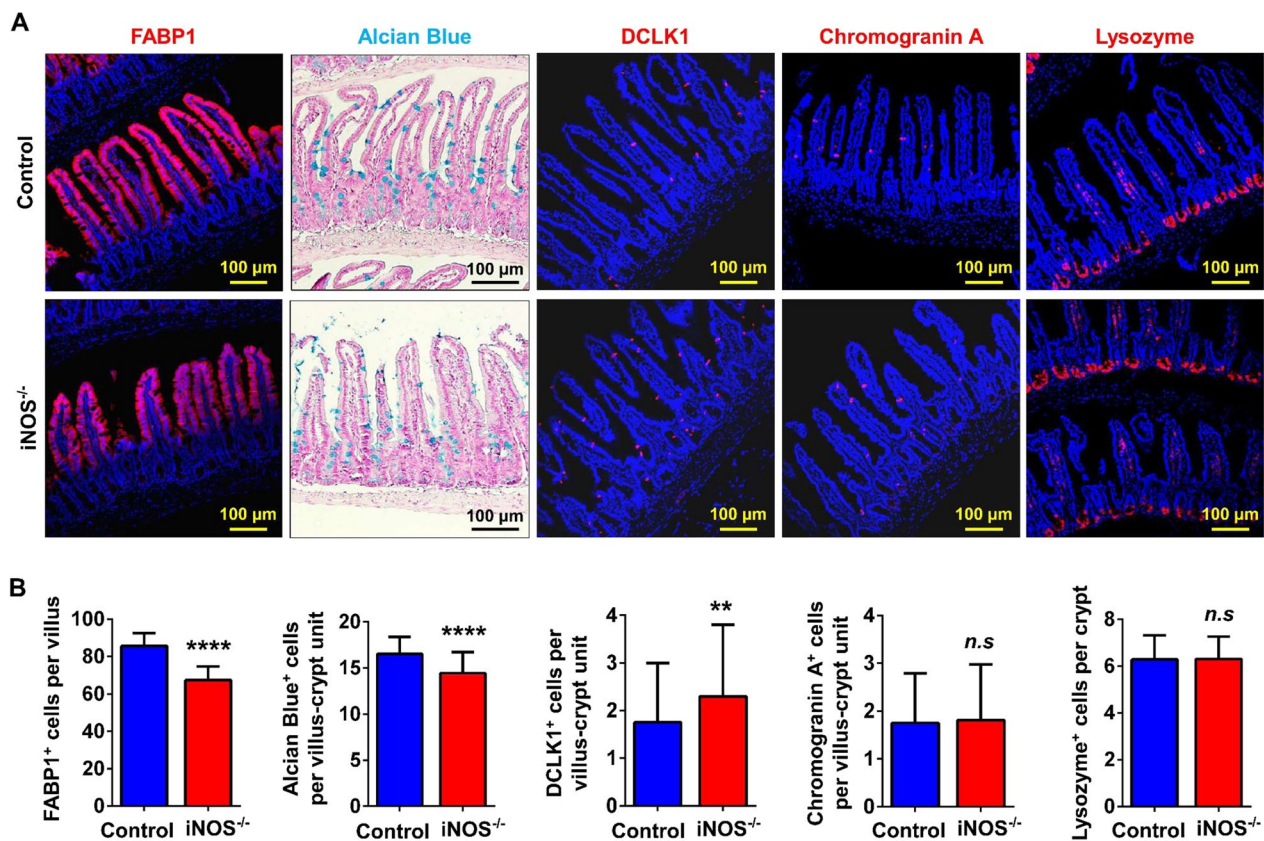 A
FABP1
Alcian Blue
DCLK1
Chromogranin A
Lysozyme
Control
100 µm
100 µm
100 µm
100 µm
100 µm
iNOS-/-
100 µm
100 µm
100 µm
100 µm
100 µm
B
FABP1+ cells per villus
100
80
60
40
20
0
****
Control
iNOS-/-
Alcian Blue+ cells
per villus-crypt unit
20
15
10
5
0
****
Control
iNOS-/-
DCLK1+ cells per
villus-crypt unit
4
3
2
1
0
**
Control
iNOS-/-
Chromogranin A+ cells
per villus-crypt unit
4
3
2
1
0
n.s
Control
iNOS-/-
Lysozyme+ cells per crypt
8
6
4
2
0
n.s
Control
iNOS-/-